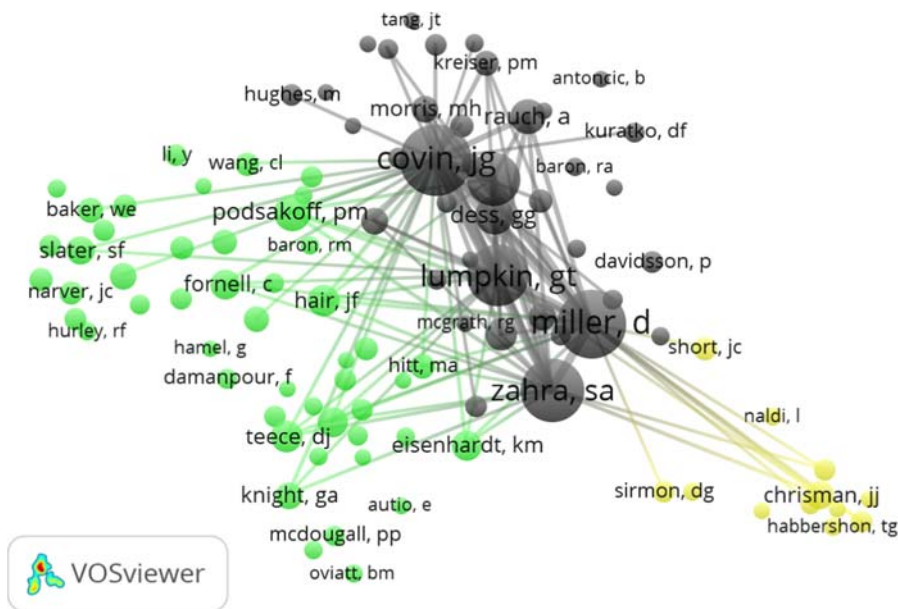 tang, jt
kreiser, pm
antoncic, b
hughes, m
morris, mh
rauch, a
kuratko, df
li, y
wang, cl
covin, jg
baron, ra
baker, we
podsakoff, pm
dess, gg
slater, sf
baron, rm
davidsson, p
narver, jc
fornell, c
hair, jf
lumpkin, gt
hurley, rf
mcgrath, rg
miller, d
hamel, g
short, jc
damanpour, f
hitt, ma
zahra, sa
naldi, l
teece, dj
eisenhardt, km
knight, ga
autio, e
sirmon, dg
chrisman, jj
habbershon, tg
mcdougall, pp
oviatt, bm
VOSviewer